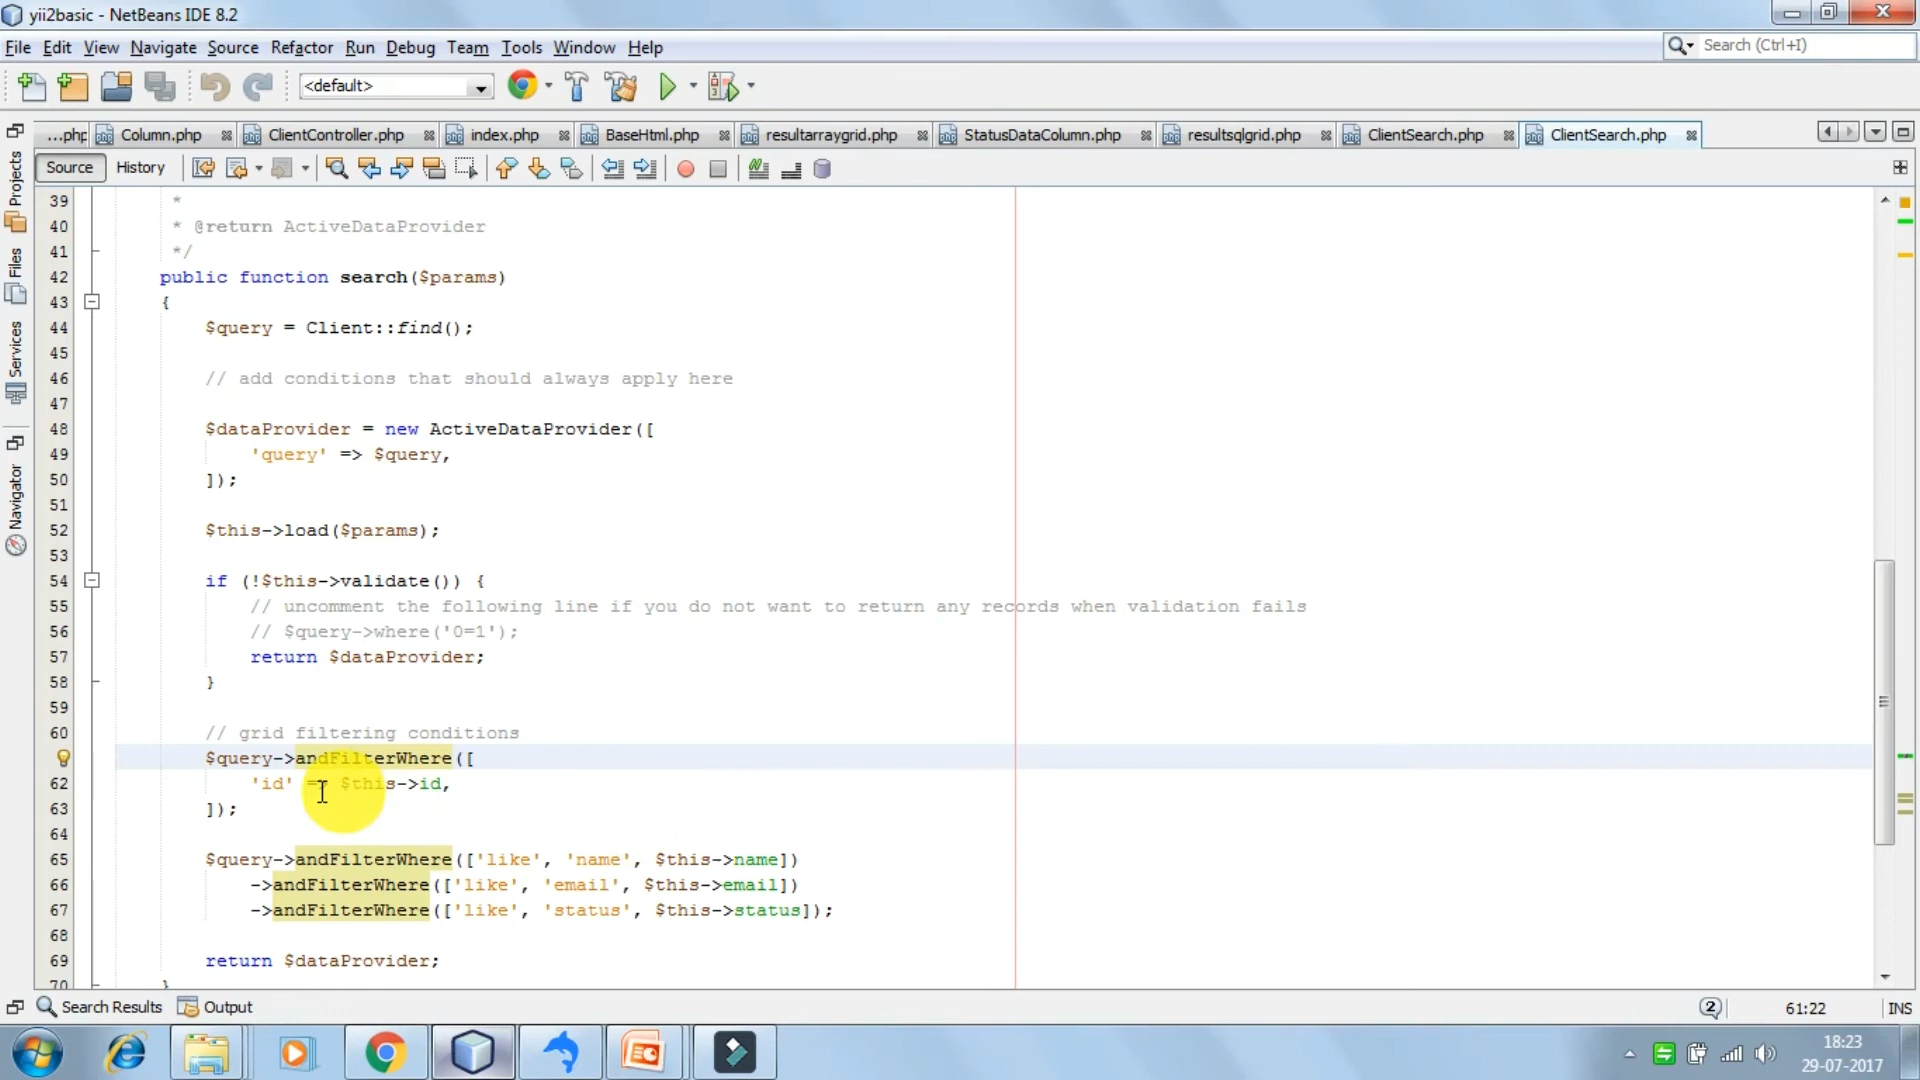 yii2basic - NetBeans IDE 8.2
File Edit View Navigate Source Refactor Run Debug Team Tools Window Help
Search (Ctrl+I)
<default>
...php Column.php ClientController.php index.php BaseHtml.php resultarraygrid.php StatusDataColumn.php resultsqlgrid.php ClientSearch.php ClientSearch.php
Source History
Projects
Files
Services
Navigator
39 *
40 * @return ActiveDataProvider
41 */
42 public function search($params)
43 {
44 $query = Client::find();
45
46 // add conditions that should always apply here
47
48 $dataProvider = new ActiveDataProvider([
49 'query' => $query,
50 ]);
51
52 $this->load($params);
53
54 if (!$this->validate()) {
55 // uncomment the following line if you do not want to return any records when validation fails
56 // $query->where('0=1');
57 return $dataProvider;
58 }
59
60 // grid filtering conditions
$query->andFilterWhere([
62 'id' => $this->id,
63 ]);
64
65 $query->andFilterWhere(['like', 'name', $this->name])
66 ->andFilterWhere(['like', 'email', $this->email])
67 ->andFilterWhere(['like', 'status', $this->status]);
68
69 return $dataProvider;
70 }
Search Results Output
2
61:22 INS
18:23
29-07-2017